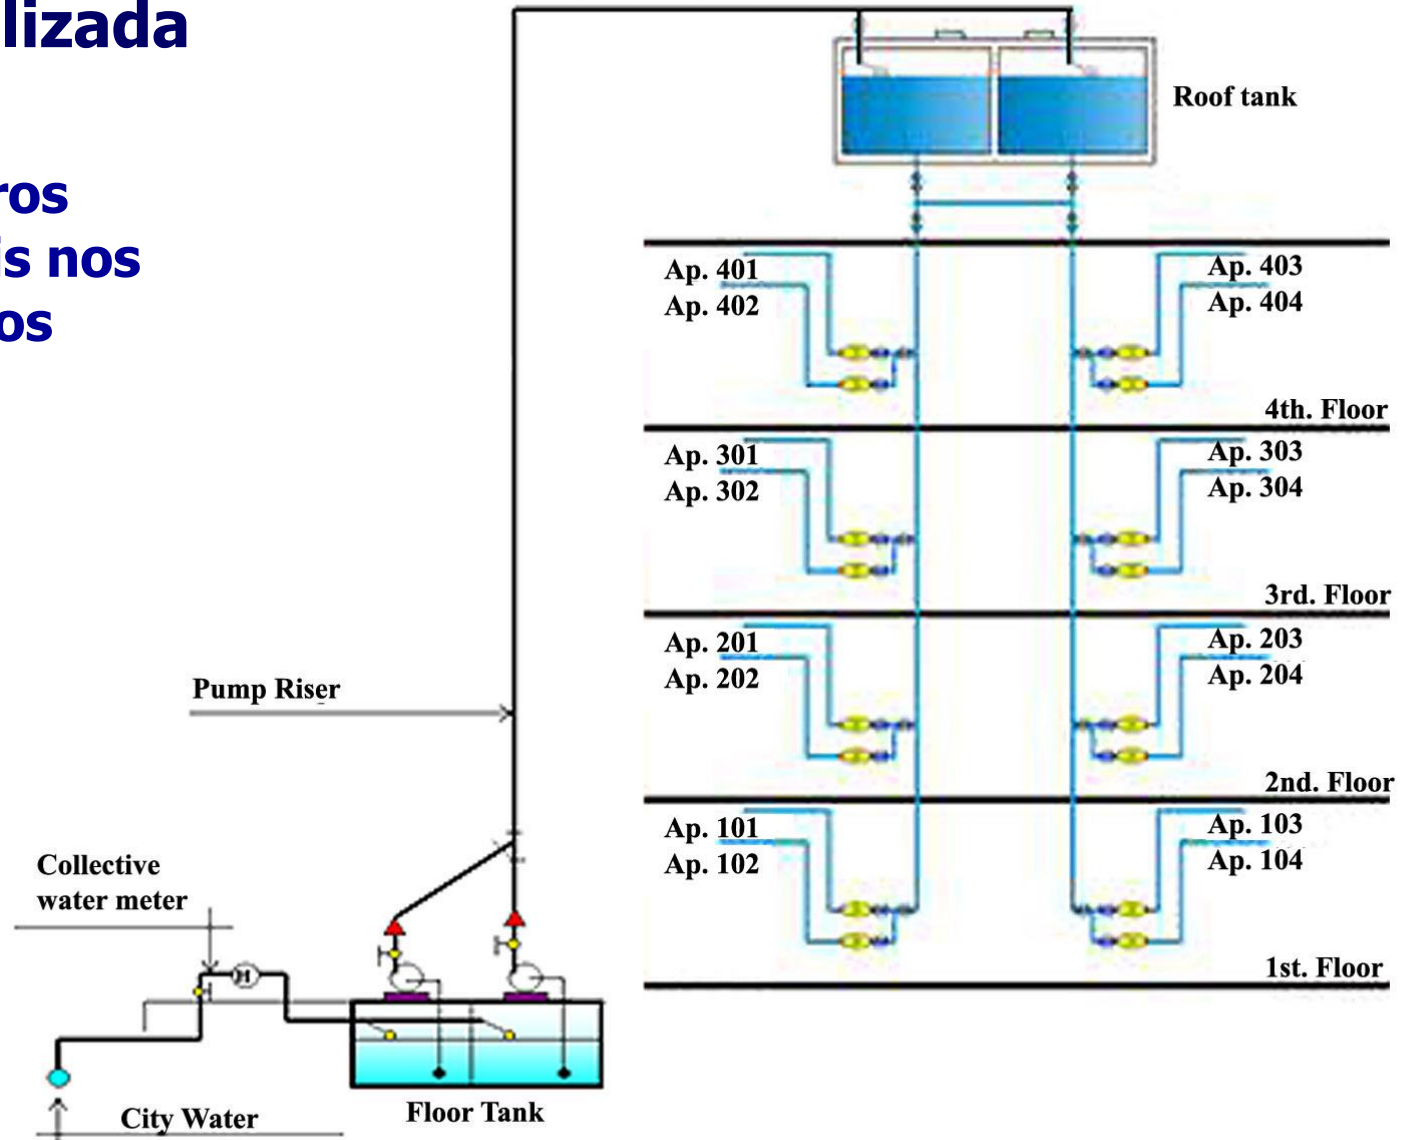 lizada
ros
is nos
os
Roof tank
Ap. 401
Ap. 402
Ap. 403
Ap. 404
4th. Floor
Ap. 301
Ap. 302
Ap. 303
Ap. 304
3rd. Floor
Ap. 201
Ap. 202
Ap. 203
Ap. 204
2nd. Floor
Ap. 101
Ap. 102
Ap. 103
Ap. 104
1st. Floor
Pump Riser
Collective
water meter
H
City Water
Floor Tank